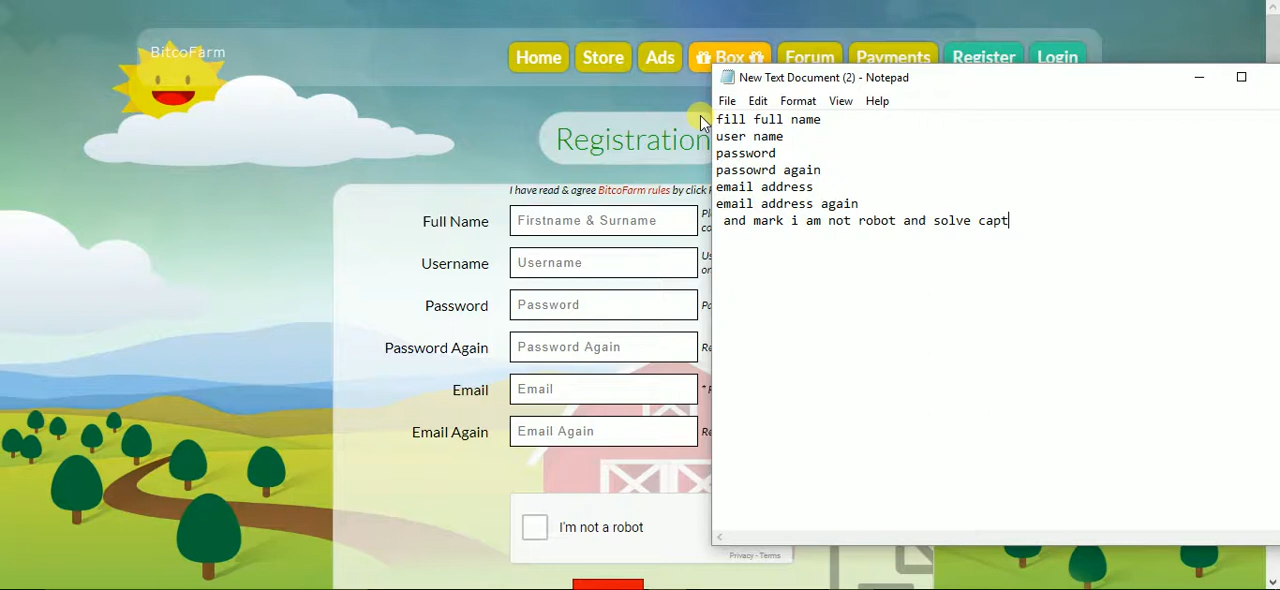 BitcoFarm
Home Store Ads Box Forum Payments Register Login
New Text Document (2) - Notepad
File Edit Format View Help
fill full name
user name
password
passowrd again
email address
email address again
and mark i am not robot and solve capt
Registration
I have read & agree BitcoFarm rules by click
Full Name Firstname & Surname
Username Username
Password Password
Password Again Password Again
Email Email
Email Again Email Again
I'm not a robot
Privacy - Terms